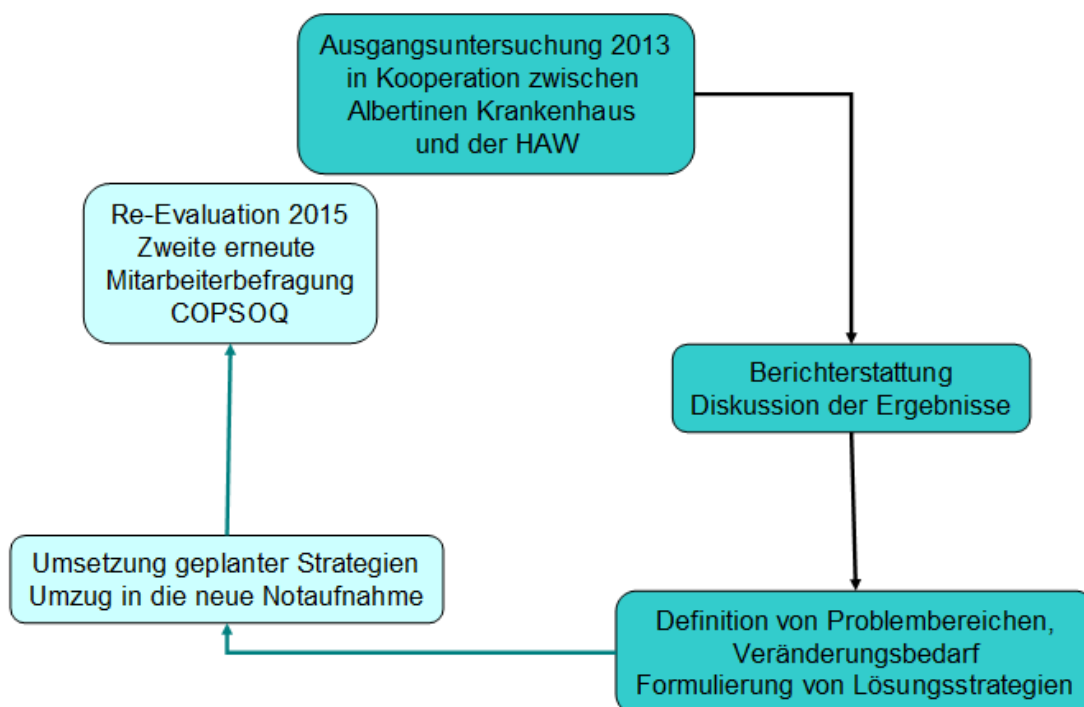 Ausgangsuntersuchung 2013
in Kooperation zwischen
Albertinen Krankenhaus
und der HAW
Berichterstattung
Diskussion der Ergebnisse
Definition von Problembereichen,
Veränderungsbedarf
Formulierung von Lösungsstrategien
Umsetzung geplanter Strategien
Umzug in die neue Notaufnahme
Re-Evaluation 2015
Zweite erneute
Mitarbeiterbefragung
COPSOQ